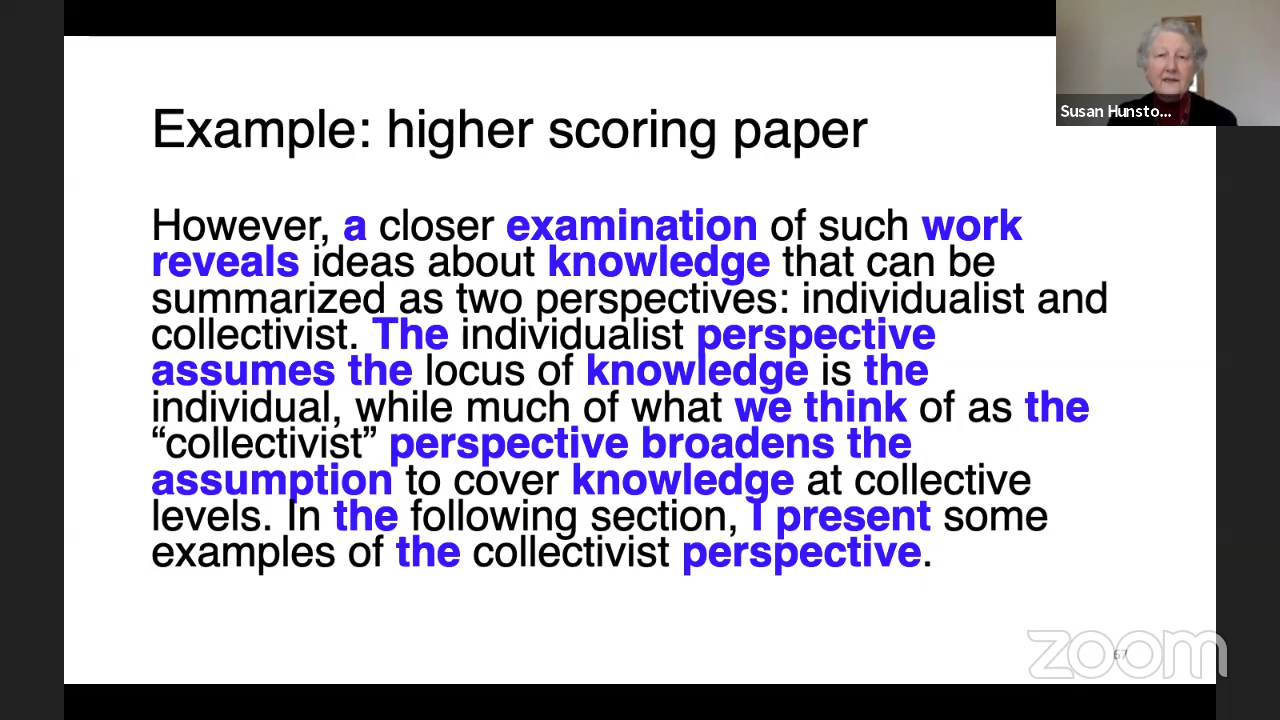 Susan Hunsto...
Example: higher scoring paper
However, a closer examination of such work
reveals ideas about knowledge that can be
summarized as two perspectives: individualist and
collectivist. The individualist perspective
assumes the locus of knowledge is the
individual, while much of what we think of as the
“collectivist” perspective broadens the
assumption to cover knowledge at collective
levels. In the following section, I present some
examples of the collectivist perspective.
zoom
67